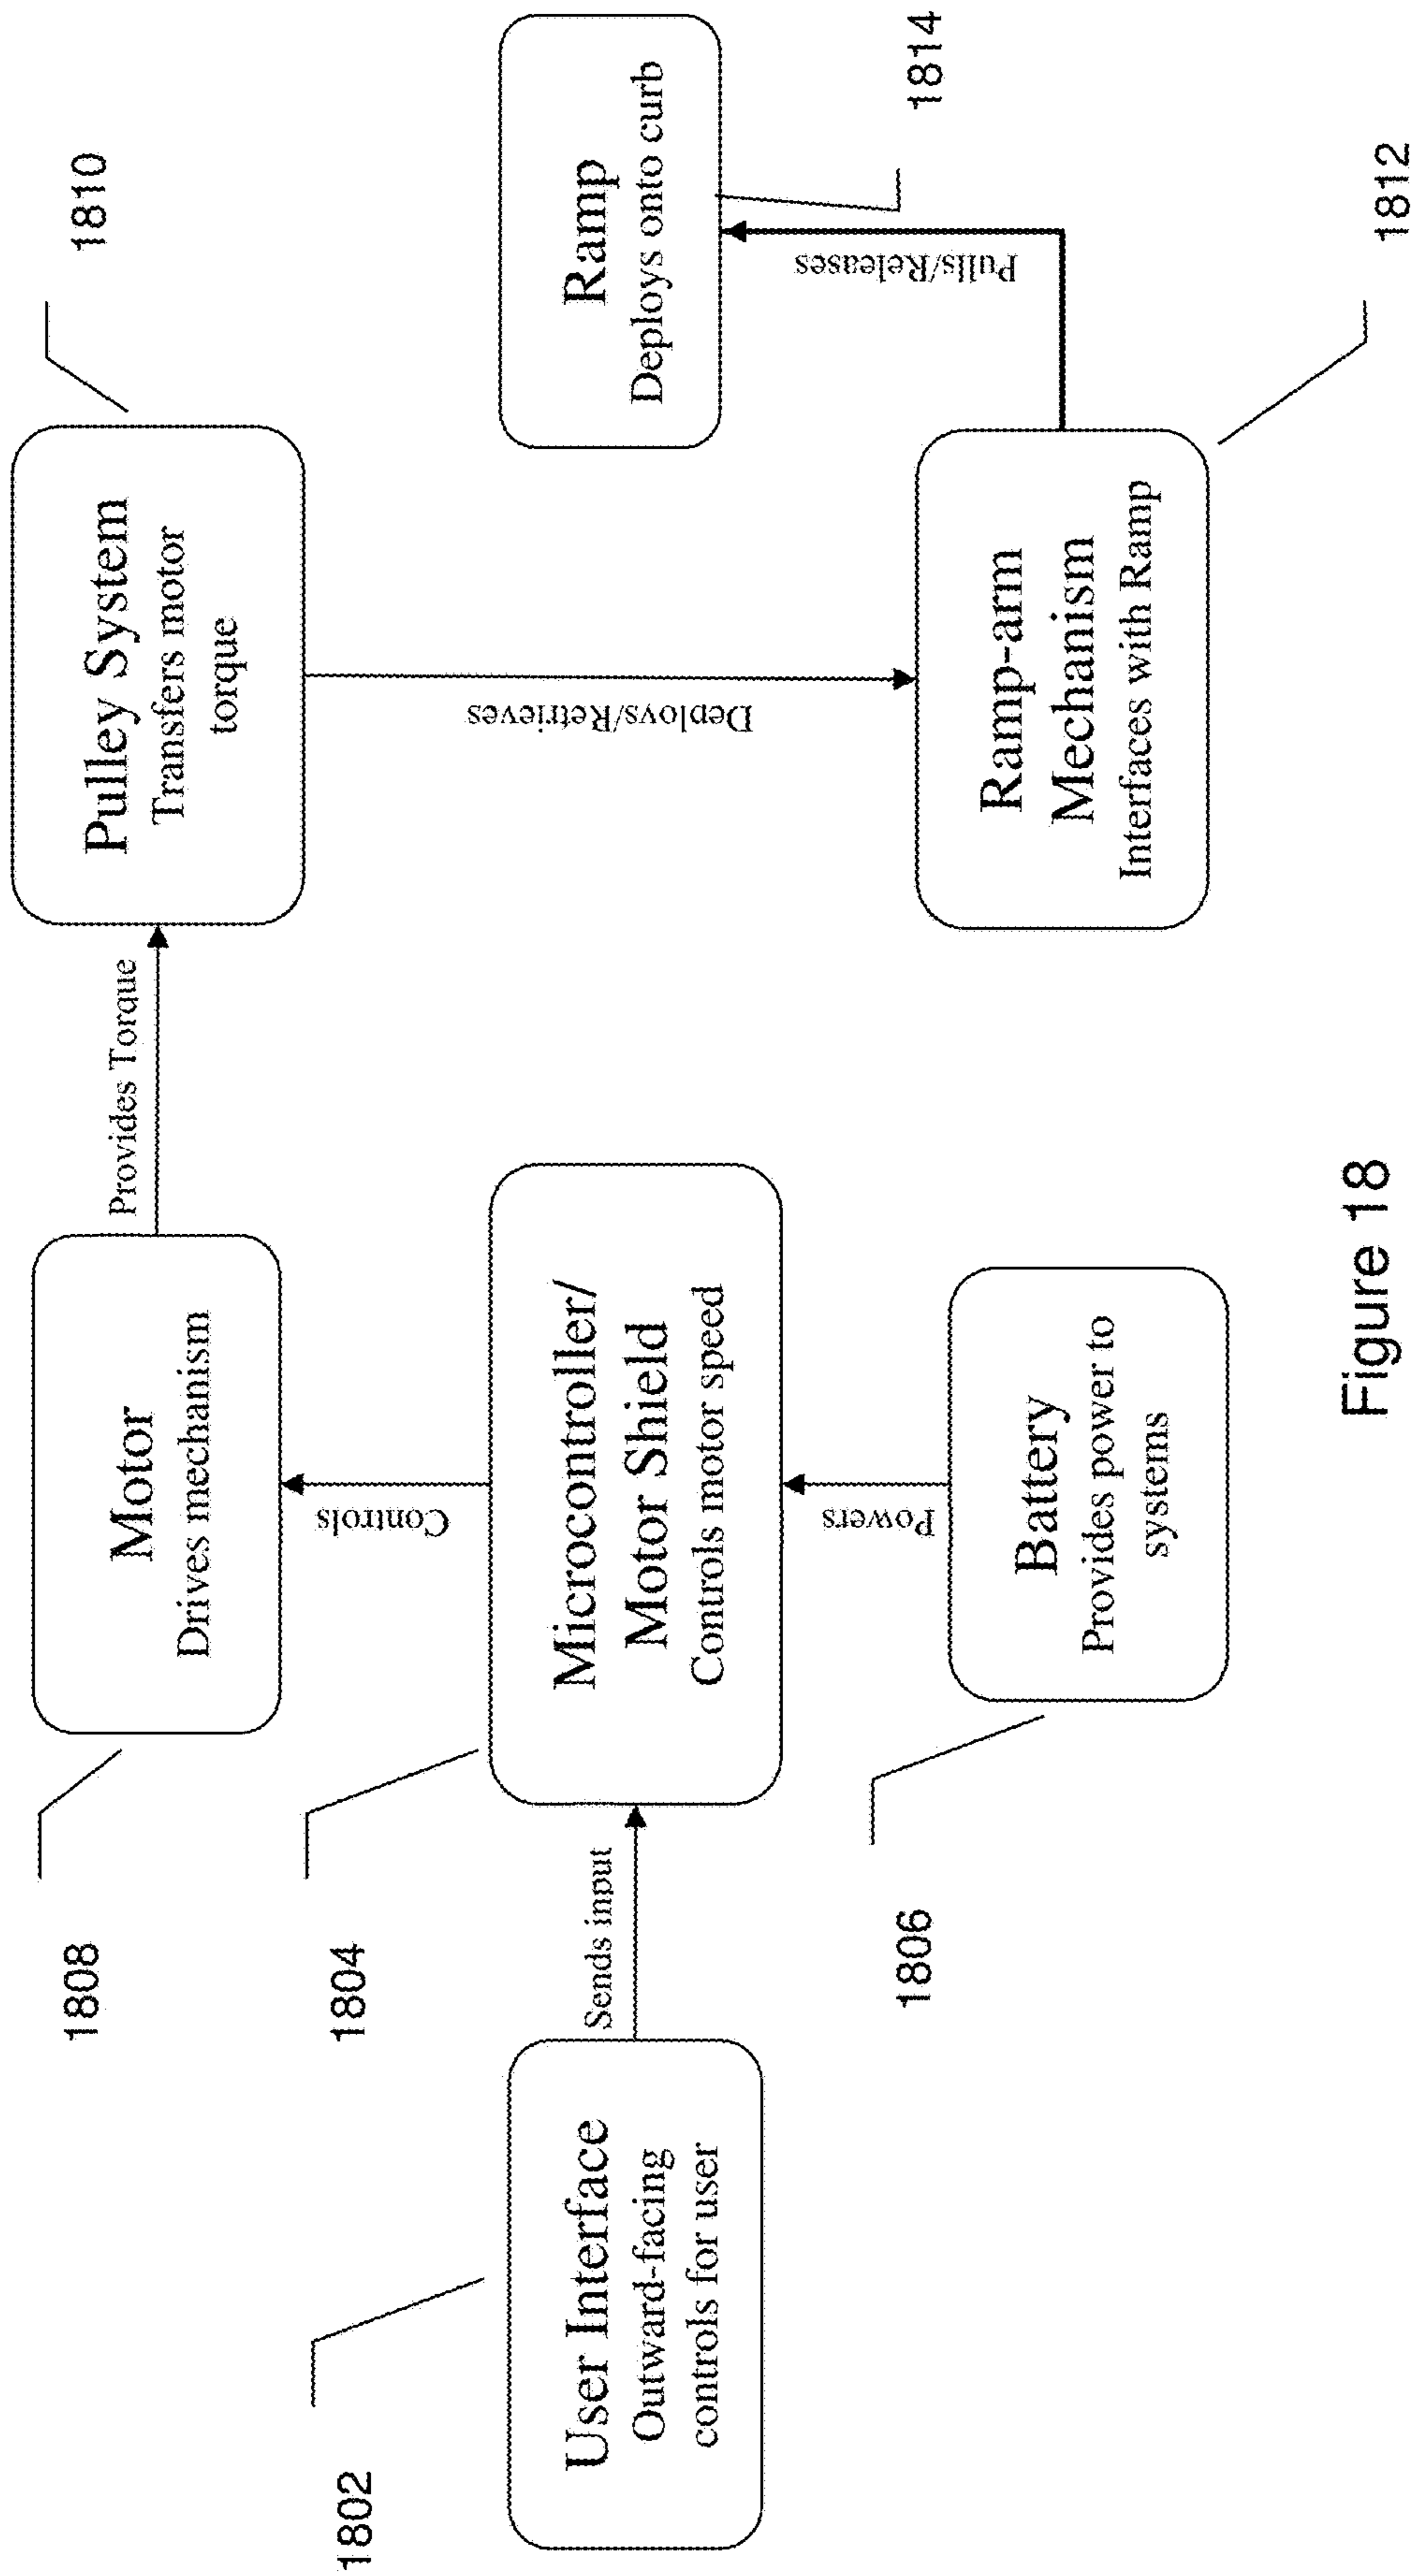 1808
Motor
Drives mechanism
Provides Torque
Pulley System
Transfers motor
torque
1810
Controls
1804
Microcontroller/
Motor Shield
Controls motor speed
1802
User Interface
Outward-facing
controls for user
Sends input
Powers
1806
Battery
Provides power to
systems
Deploys/Retrieves
Ramp-arm
Mechanism
Interfaces with Ramp
1812
Pulls/Releases
Ramp
Deploys onto curb
1814
Figure 18